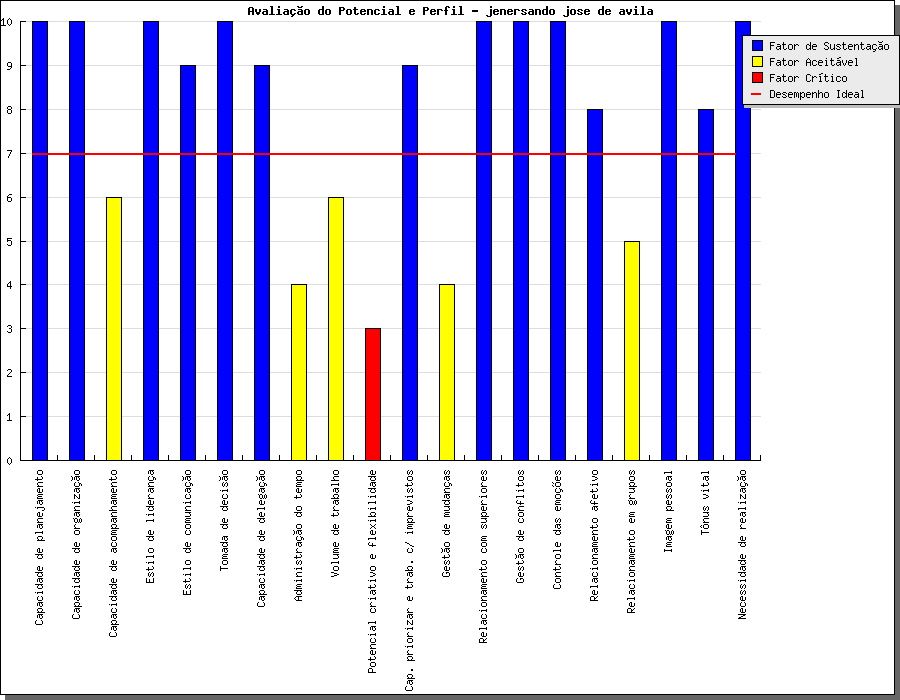 Avaliação do Potencial e Perfil - jenersando jose de avila
10
9
8
7
6
5
4
3
2
1
0
Fator de Sustentação
Fator Aceitável
Fator Crítico
Desempenho Ideal
Capacidade de planejamento
Capacidade de organização
Capacidade de acompanhamento
Estilo de liderança
Estilo de comunicação
Tomada de decisão
Capacidade de delegação
Administração do tempo
Volume de trabalho
Potencial criativo e flexibilidade
Cap. priorizar e trab. c/ imprevistos
Gestão de mudanças
Relacionamento com superiores
Gestão de conflitos
Controle das emoções
Relacionamento afetivo
Relacionamento em grupos
Imagem pessoal
Tônus vital
Necessidade de realização